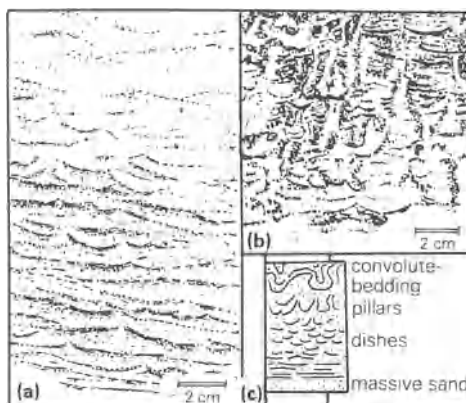 (a)
2 cm
(b)
2 cm
(c)
convolute-
bedding
pillars
dishes
massive sand